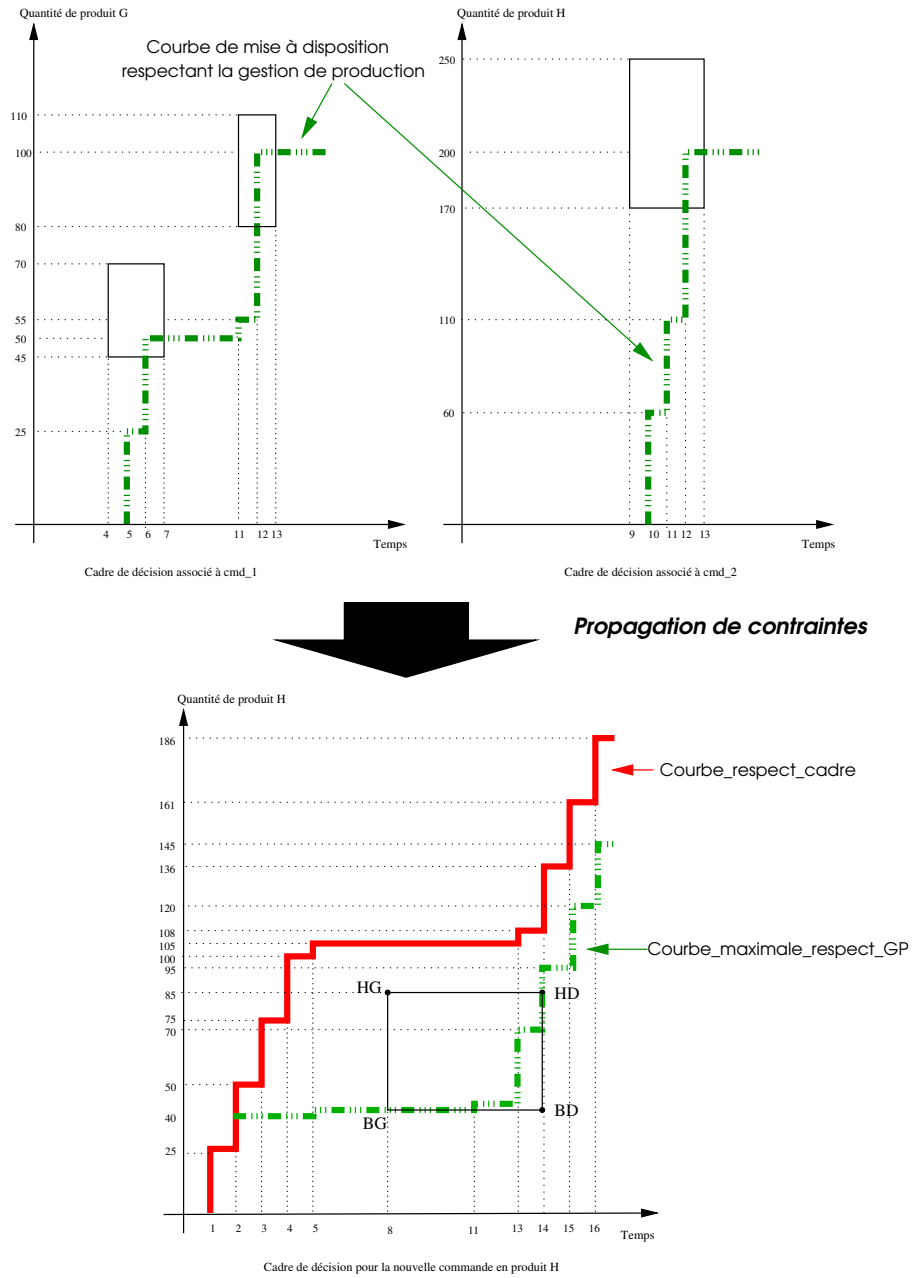 Quantité de produit G
Quantité de produit H
Courbe de mise à disposition
respectant la gestion de production
110
100
80
70
55
50
45
25
4
5
6
7
11
12
13
Temps
Cadre de décision associé à cmd_1
250
200
170
110
60
9
10
11
12
13
Temps
Cadre de décision associé à cmd_2
Propagation de contraintes
Quantité de produit H
186
161
145
136
120
108
105
100
95
85
75
70
50
40
25
Courbe_respect_cadre
Courbe_maximale_respect_GP
HG
HD
BG
BD
1
2
3
4
5
8
11
13
14
15
16
Temps
Cadre de décision pour la nouvelle commande en produit H